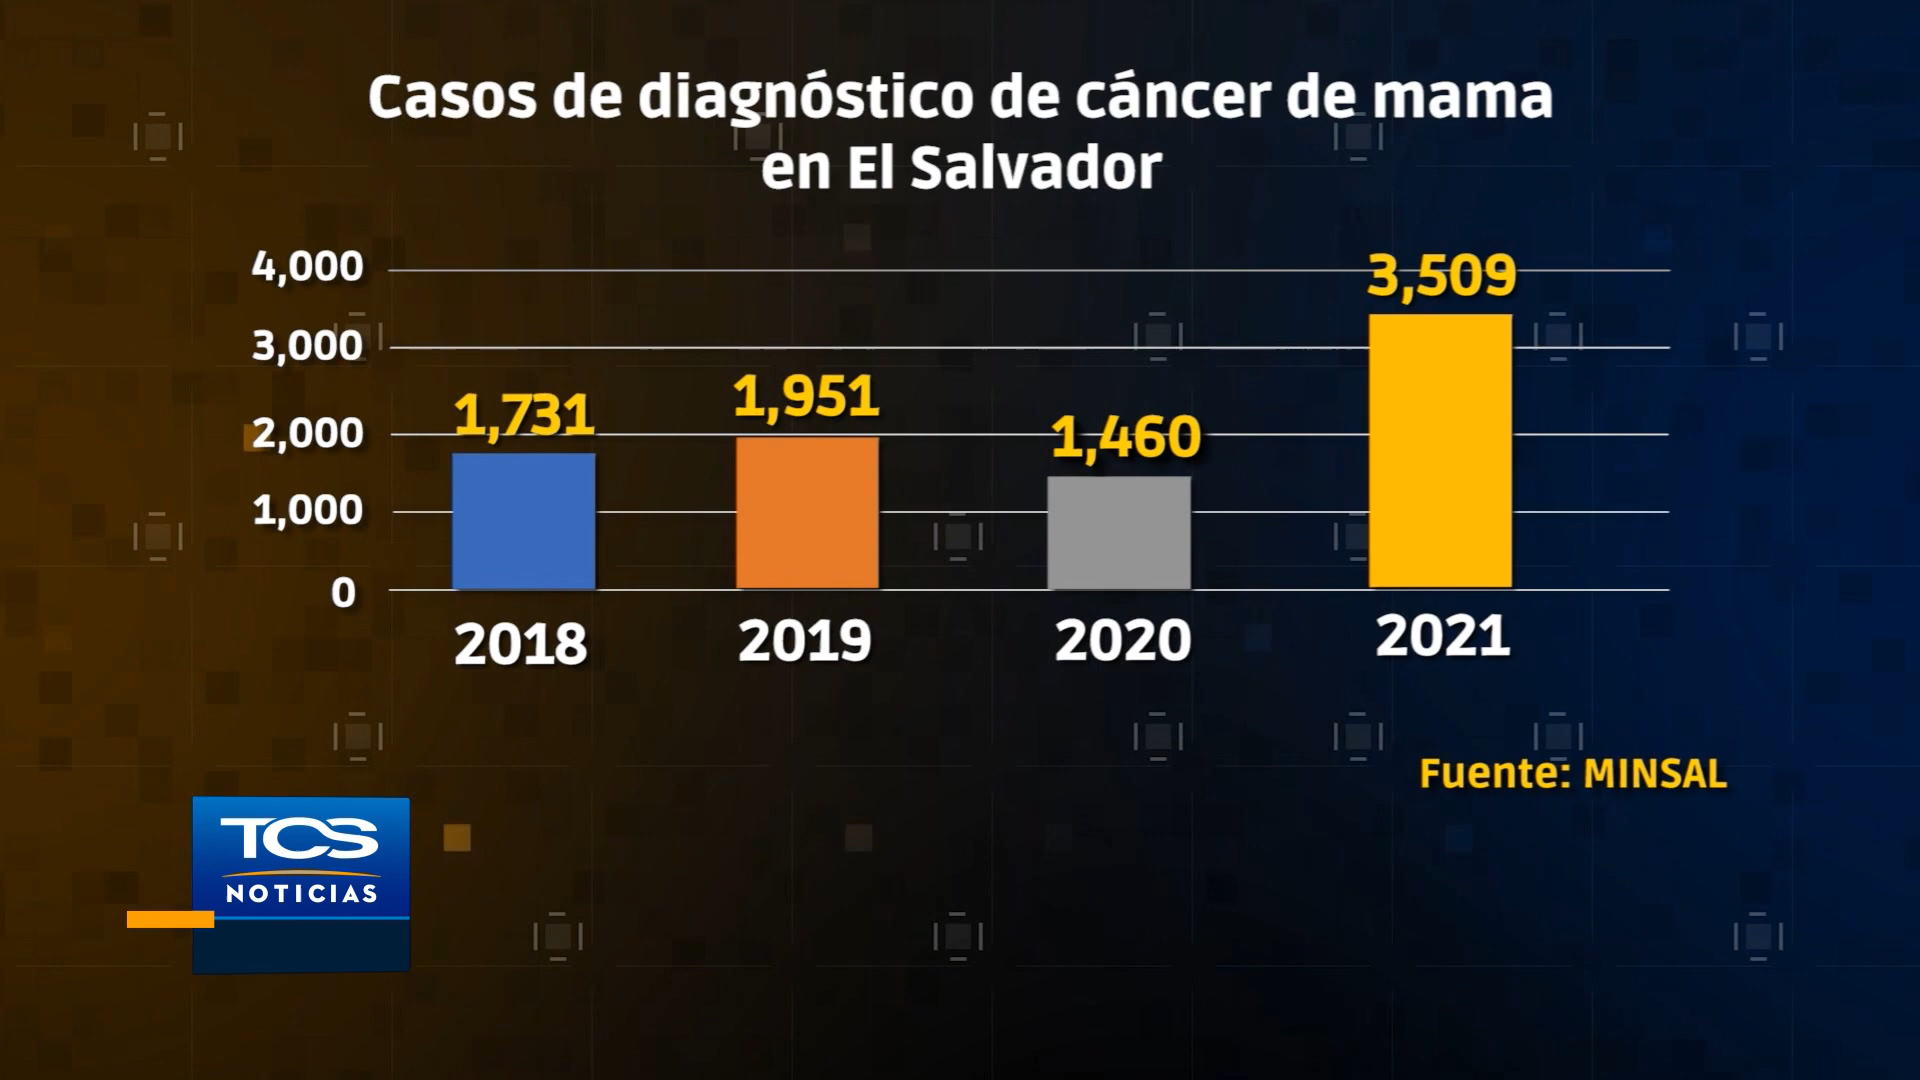 Casos de diagnóstico de cáncer de mama
en El Salvador
4,000
3,000
2,000
1,000
0
1,731
1,951
1,460
3,509
2018
2019
2020
2021
Fuente: MINSAL
TCS
NOTICIAS